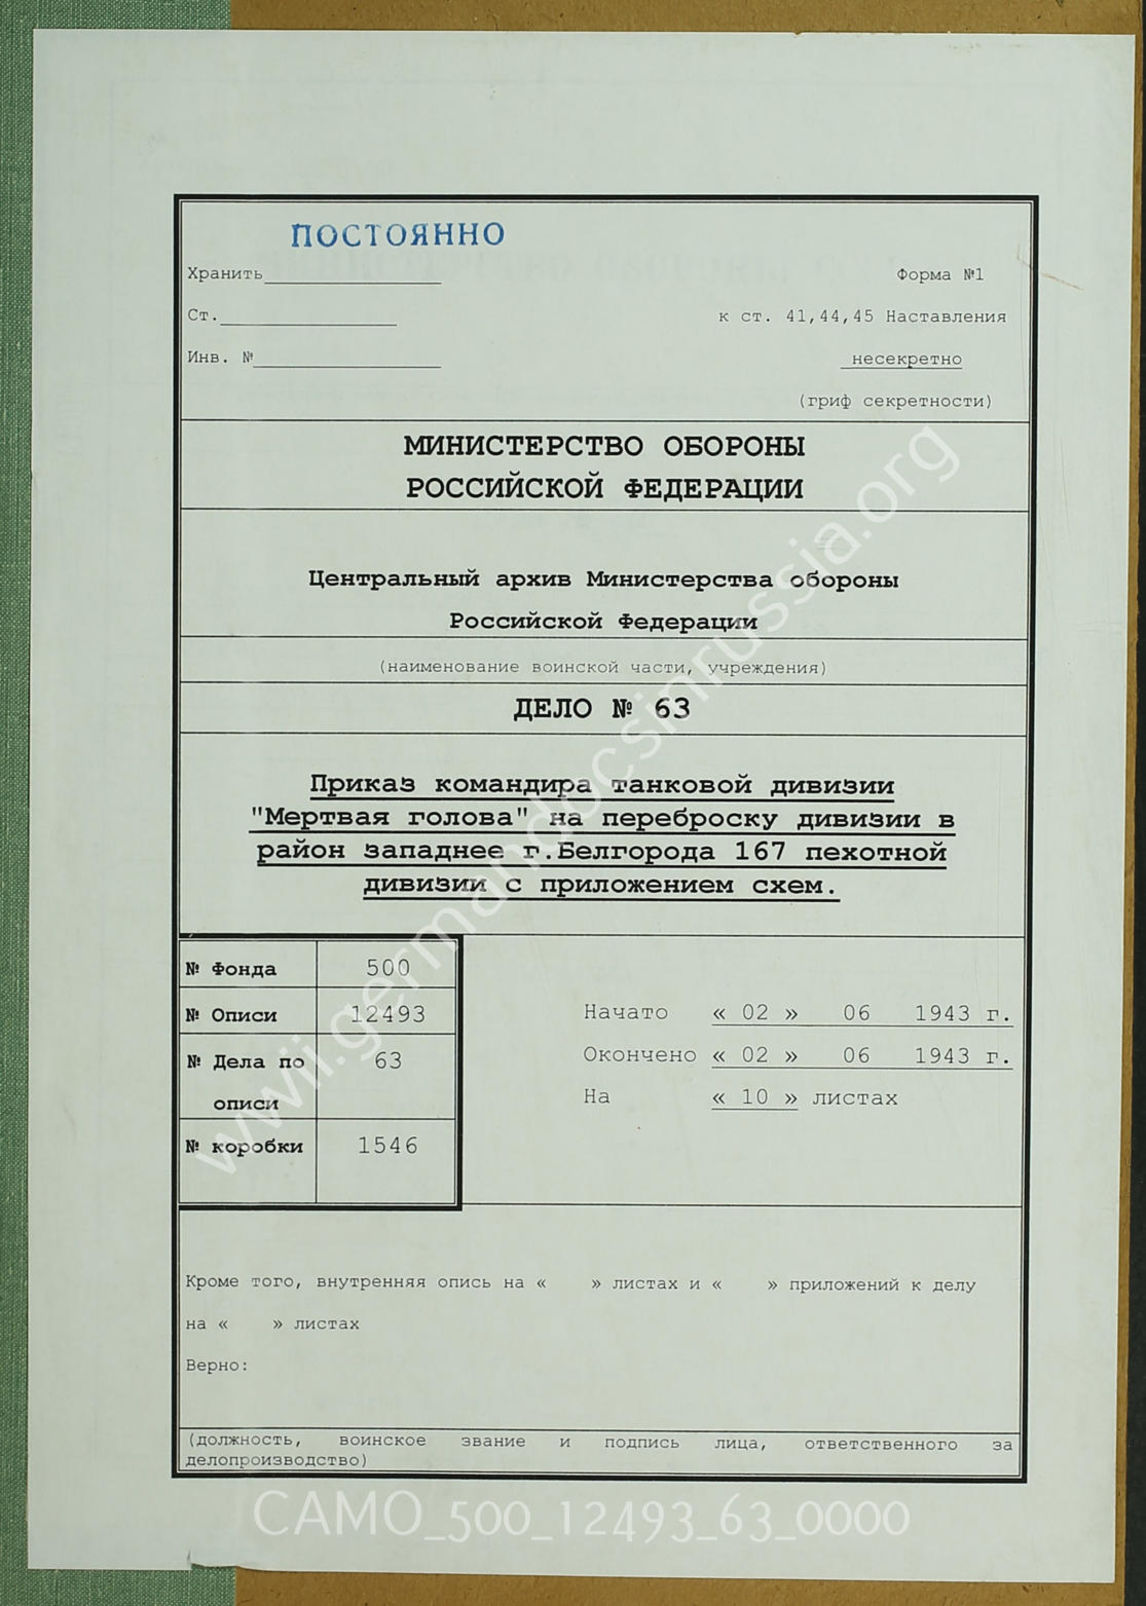 ПОСТОЯННО
Хранить
Форма №1
Ст.
к ст. 41,44,45 Наставления
Инв. №
несекретно
(гриф секретности)
МИНИСТЕРСТВО ОБОРОНЫ
РОССИЙСКОЙ ФЕДЕРАЦИИ
Центральный архив Министерства обороны
Российской Федерации
(наименование воинской части, учреждения)
ДЕЛО № 63
Приказ командира танковой дивизии
"Мертвая голова" на переброску дивизии в
район западнее г.Белгорода 167 пехотной
дивизии с приложением схем.
№ Фонда 500
№ Описи 12493
№ Дела по описи 63
№ коробки 1546
Начато « 02 » 06 1943 г.
Окончено « 02 » 06 1943 г.
На « 10 » листах
Кроме того, внутренняя опись на « » листах и « » приложений к делу
на « » листах
Верно:
(должность, воинское звание и подпись лица, ответственного за
делопроизводство)
wwii.germandocsinrussia.org
CAMO_500_12493_63_0000